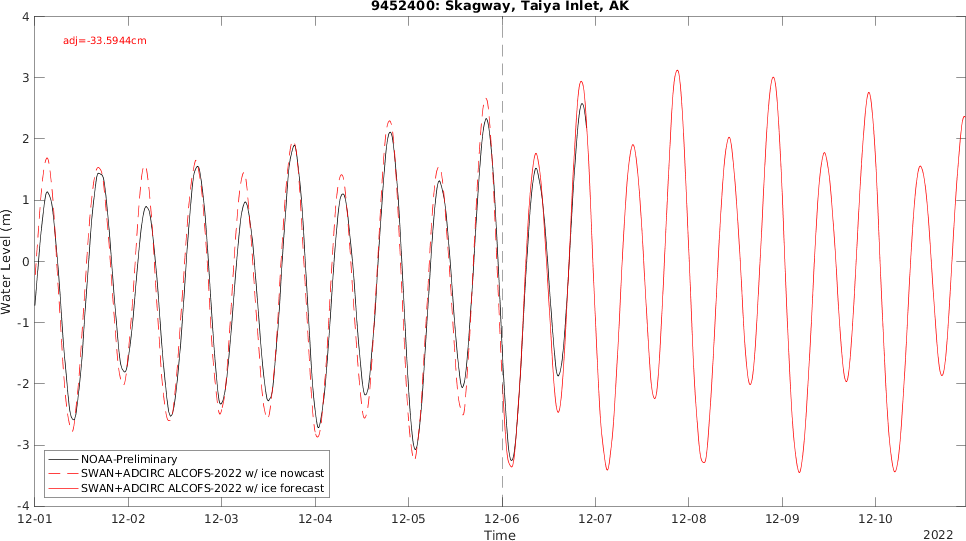 9452400: Skagway, Taiya Inlet, AK
adj=-33.5944cm
Water Level (m)
4
3
2
1
0
-1
-2
-3
-4
NOAA-Preliminary
SWAN+ADCIRC ALCOFS-2022 w/ ice nowcast
SWAN+ADCIRC ALCOFS-2022 w/ ice forecast
12-01 12-02 12-03 12-04 12-05 12-06 12-07 12-08 12-09 12-10
Time
2022